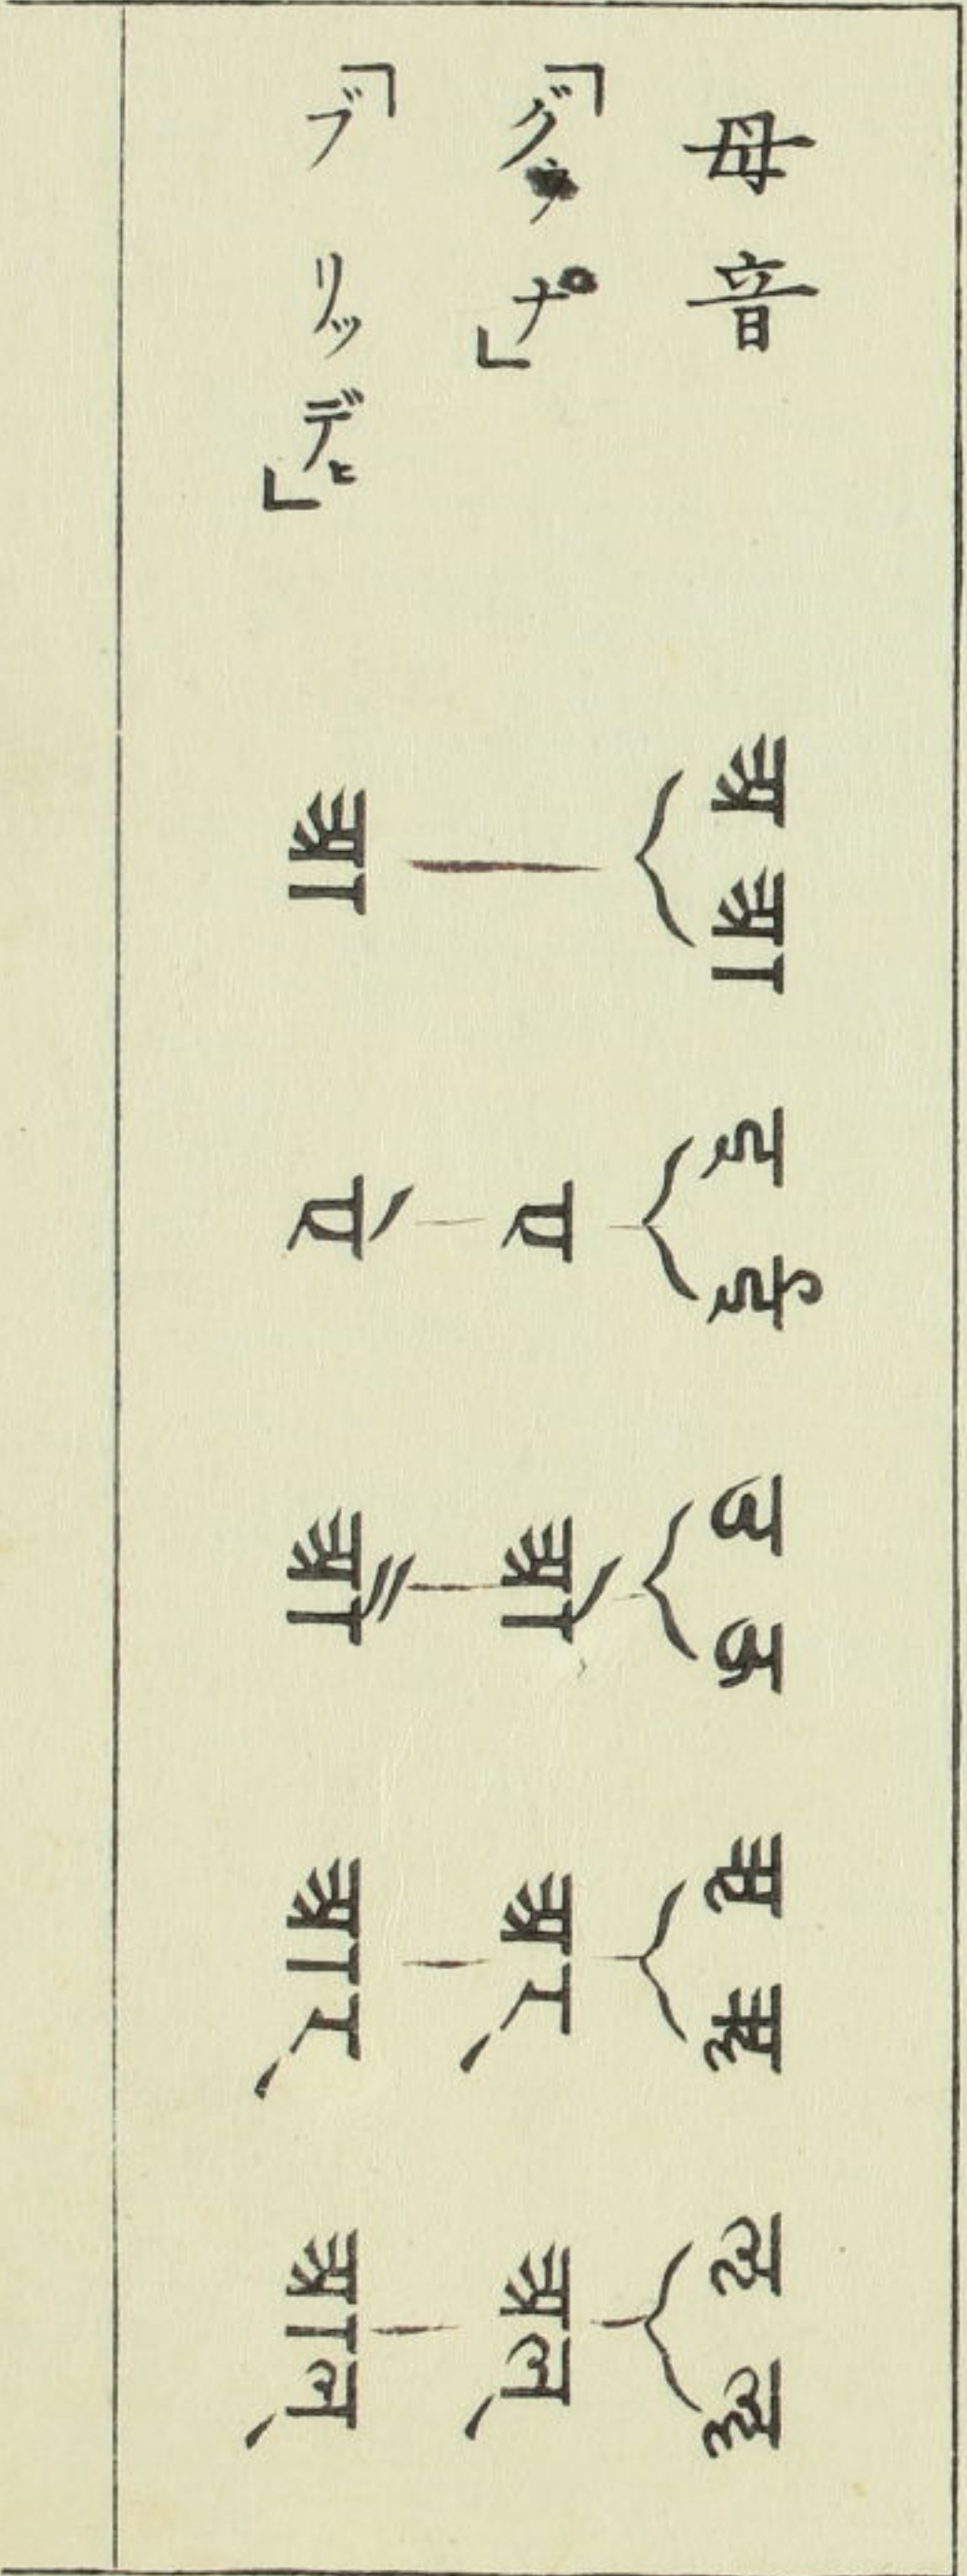 母音 अ आ इ ई उ ऊ ऋ ॠ ऌ ॡ
「グナ」 ए ओ अर् अल्
「ブリッデヒ」 आ ऐ औ आर् आल्